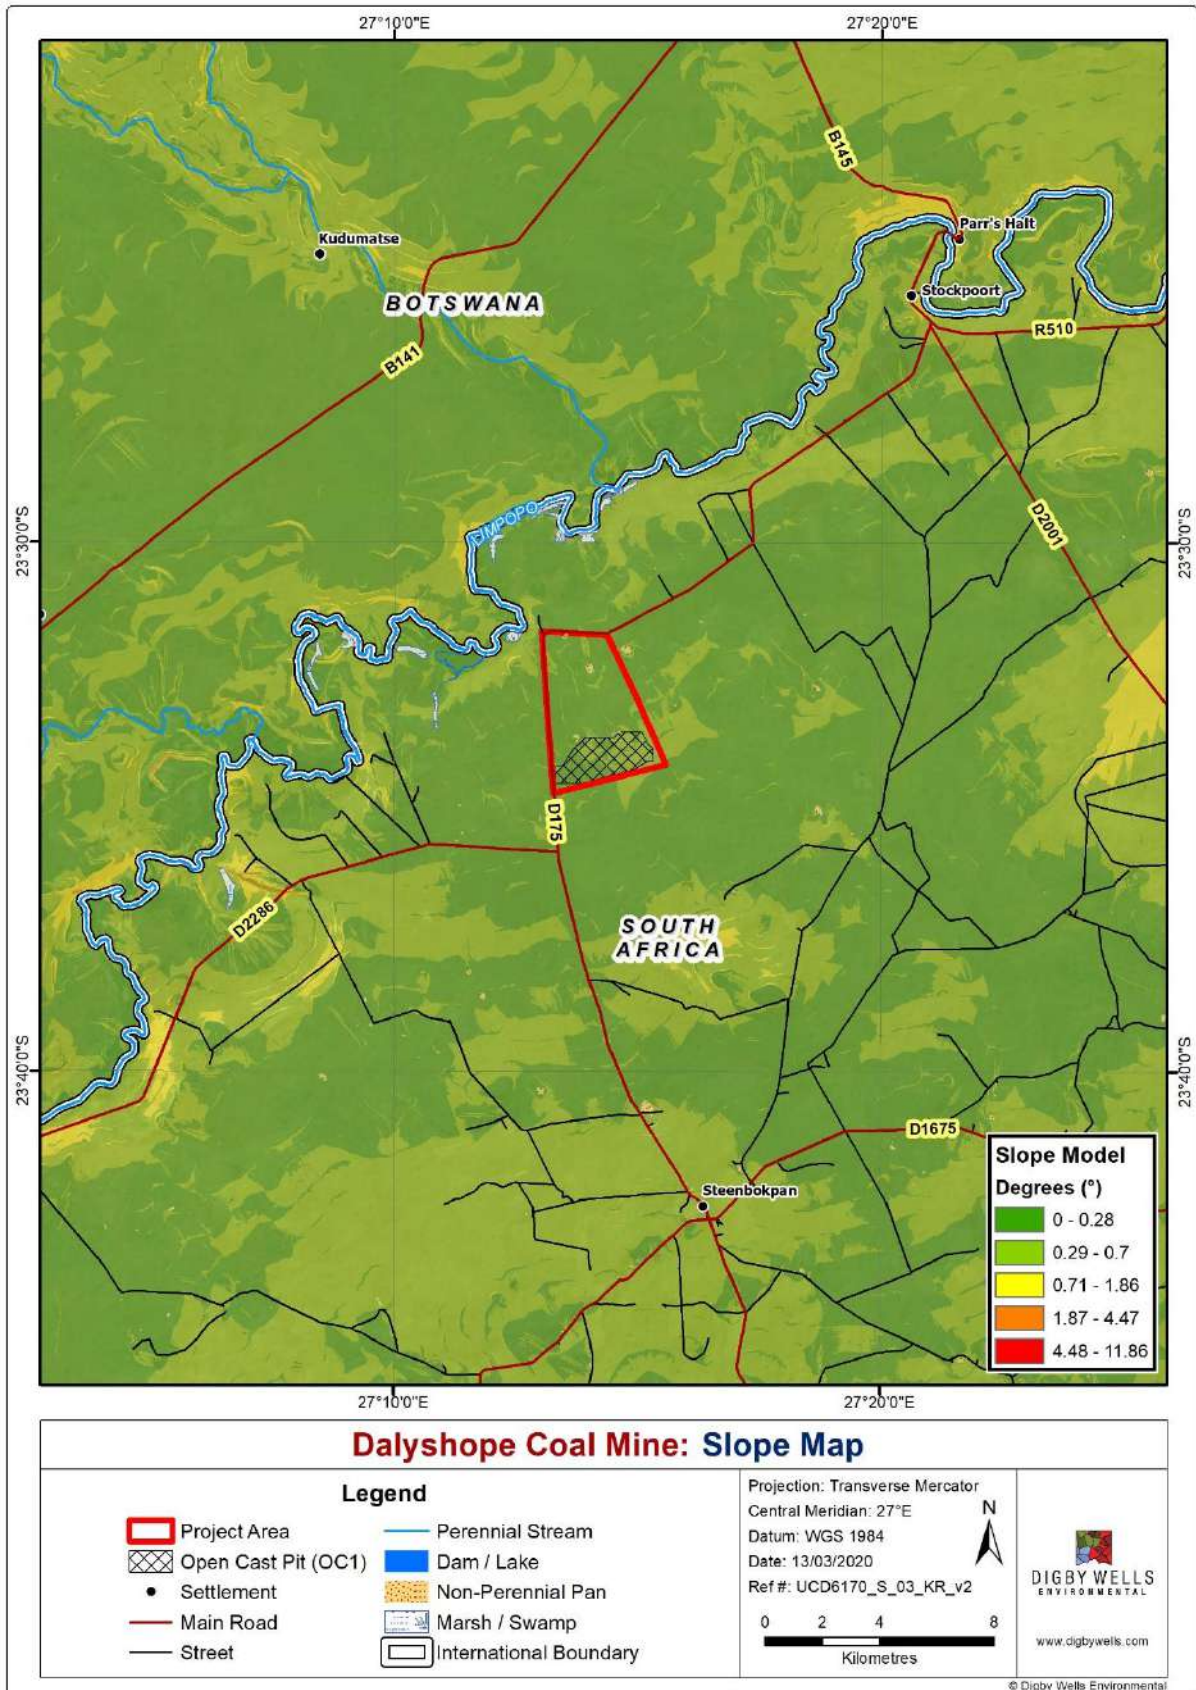 27°10'0"E
27°20'0"E
B145
Parr's Halt
Kudumatse
Stockpoort
BOTSWANA
R510
B141
D2001
LIMPOPO
23°30'0"S
23°30'0"S
D175
D2286
SOUTH
AFRICA
23°40'0"S
23°40'0"S
D1675
Steenbokpan
Slope Model
Degrees (°)
0 - 0.28
0.29 - 0.7
0.71 - 1.86
1.87 - 4.47
4.48 - 11.86
27°10'0"E
27°20'0"E
Dalyshope Coal Mine: Slope Map
Legend
Project Area
Open Cast Pit (OC1)
Settlement
Main Road
Street
Perennial Stream
Dam / Lake
Non-Perennial Pan
Marsh / Swamp
International Boundary
Projection: Transverse Mercator
Central Meridian: 27°E
Datum: WGS 1984
Date: 13/03/2020
Ref #: UCD6170_S_03_KR_v2
N
0 2 4 8
Kilometres
DIGBY WELLS
ENVIRONMENTAL
www.digbywells.com
© Digby Wells Environmental